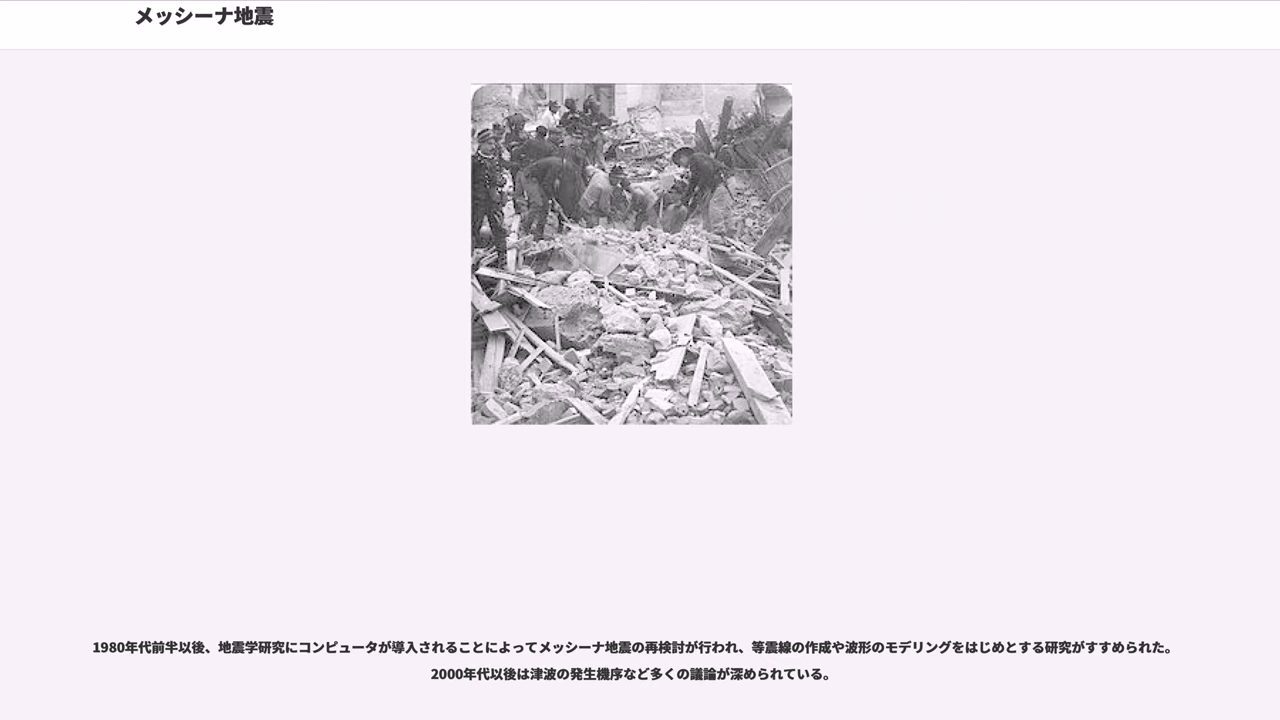 メッシーナ地震
1980年代前半以後、地震学研究にコンピュータが導入されることによってメッシーナ地震の再検討が行われ、等震線の作成や波形のモデリングをはじめとする研究がすすめられた。
2000年代以後は津波の発生機序など多くの議論が深められている。